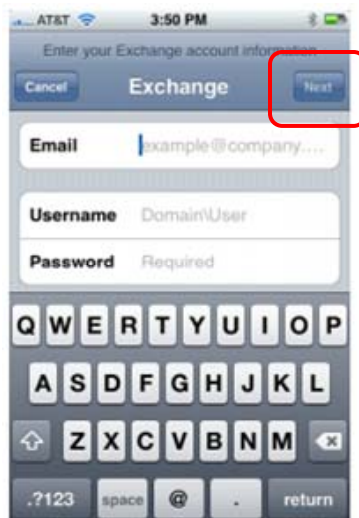 AT&T 3:50 PM
Enter your Exchange account information
Cancel Exchange Next
Email example@company....
Username Domain\User
Password Required
Q W E R T Y U I O P
A S D F G H J K L
Z X C V B N M
.?123 space @ . return